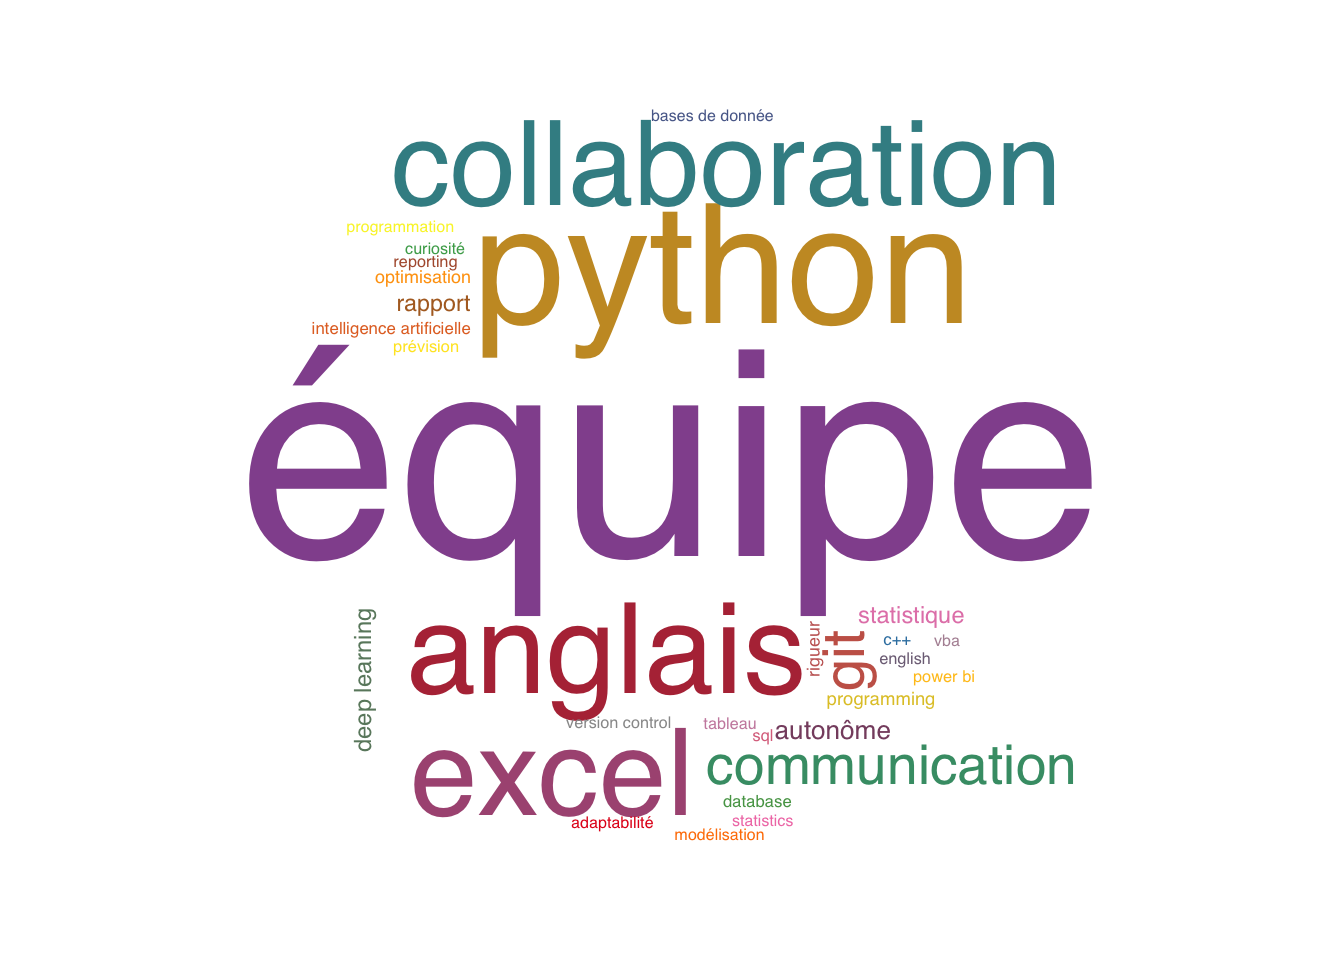 bases de donnée
collaboration
programmation
python
curiosité
reporting
optimisation
rapport
intelligence artificielle
prévision
équipe
anglais
deep learning
rigueur
git
statistique
c++
vba
english
power bi
programming
version control
tableau
sql
autonôme
excel
communication
database
adaptabilité
statistics
modélisation